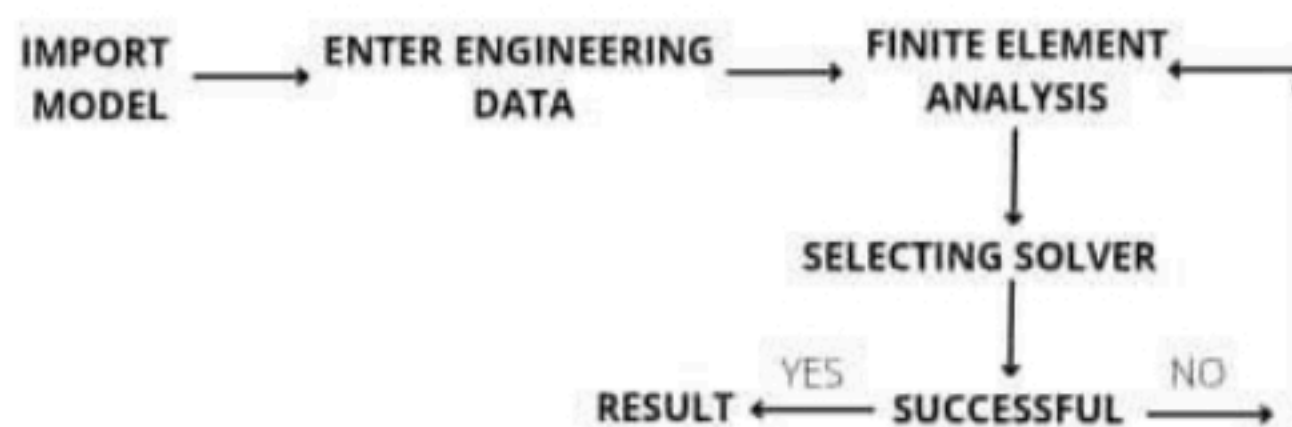 IMPORT
MODEL
ENTER ENGINEERING
DATA
FINITE ELEMENT
ANALYSIS
SELECTING SOLVER
RESULT
YES
SUCCESSFUL
NO